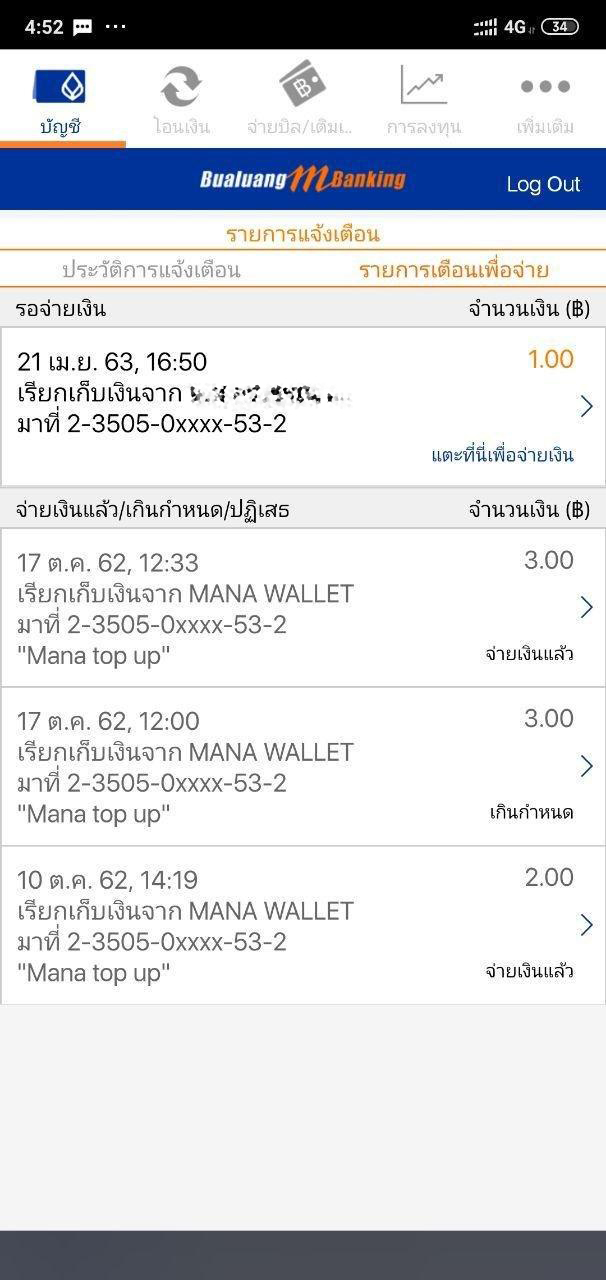 4:52 ...
4G 34
บัญชี
โอนเงิน
จ่ายบิล/เติมเ..
การลงทุน
เพิ่มเติม
Bualuang mBanking
Log Out
รายการแจ้งเตือน
ประวัติการแจ้งเตือน
รายการเตือนเพื่อจ่าย
รอจ่ายเงิน จำนวนเงิน (฿)
21 เม.ย. 63, 16:50 1.00
เรียกเก็บเงินจาก
มาที่ 2-3505-0xxxx-53-2
แตะที่นี่เพื่อจ่ายเงิน
จ่ายเงินแล้ว/เกินกำหนด/ปฏิเสธ จำนวนเงิน (฿)
17 ต.ค. 62, 12:33 3.00
เรียกเก็บเงินจาก MANA WALLET
มาที่ 2-3505-0xxxx-53-2
"Mana top up" จ่ายเงินแล้ว
17 ต.ค. 62, 12:00 3.00
เรียกเก็บเงินจาก MANA WALLET
มาที่ 2-3505-0xxxx-53-2
"Mana top up" เกินกำหนด
10 ต.ค. 62, 14:19 2.00
เรียกเก็บเงินจาก MANA WALLET
มาที่ 2-3505-0xxxx-53-2
"Mana top up" จ่ายเงินแล้ว